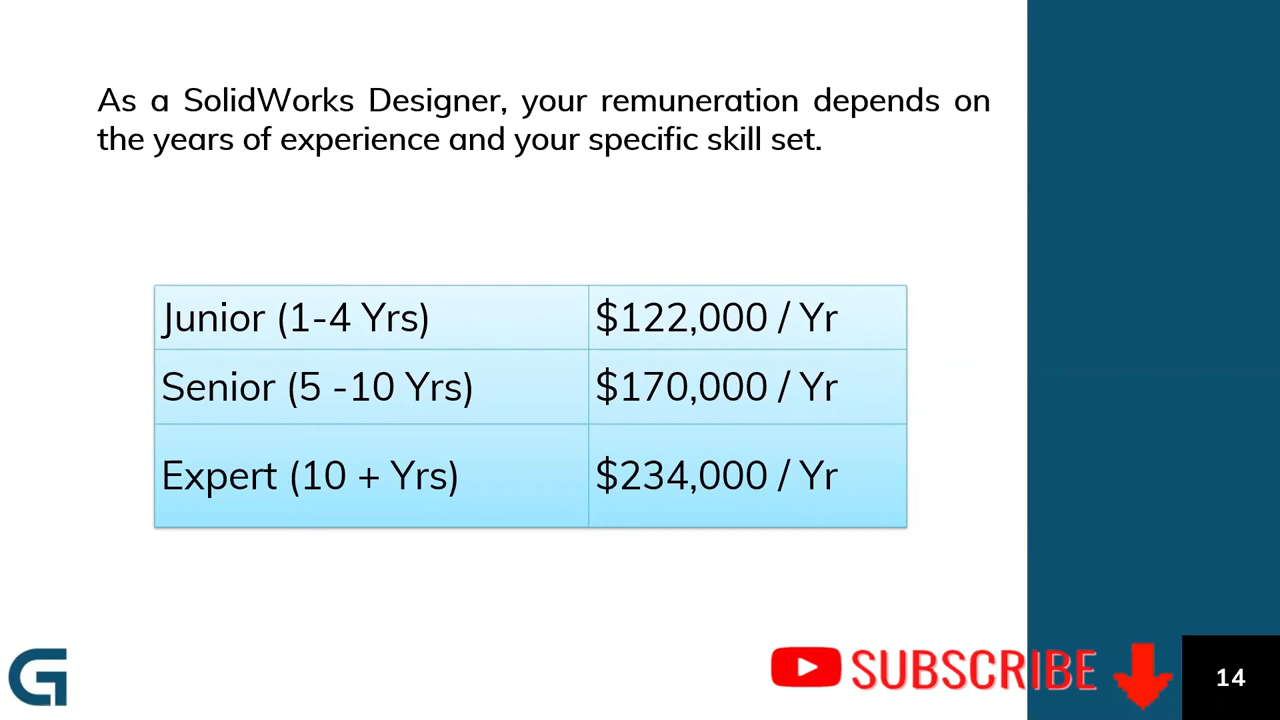 As a SolidWorks Designer, your remuneration depends on
the years of experience and your specific skill set.
Junior (1-4 Yrs) $122,000 / Yr
Senior (5 -10 Yrs) $170,000 / Yr
Expert (10 + Yrs) $234,000 / Yr
SUBSCRIBE
14